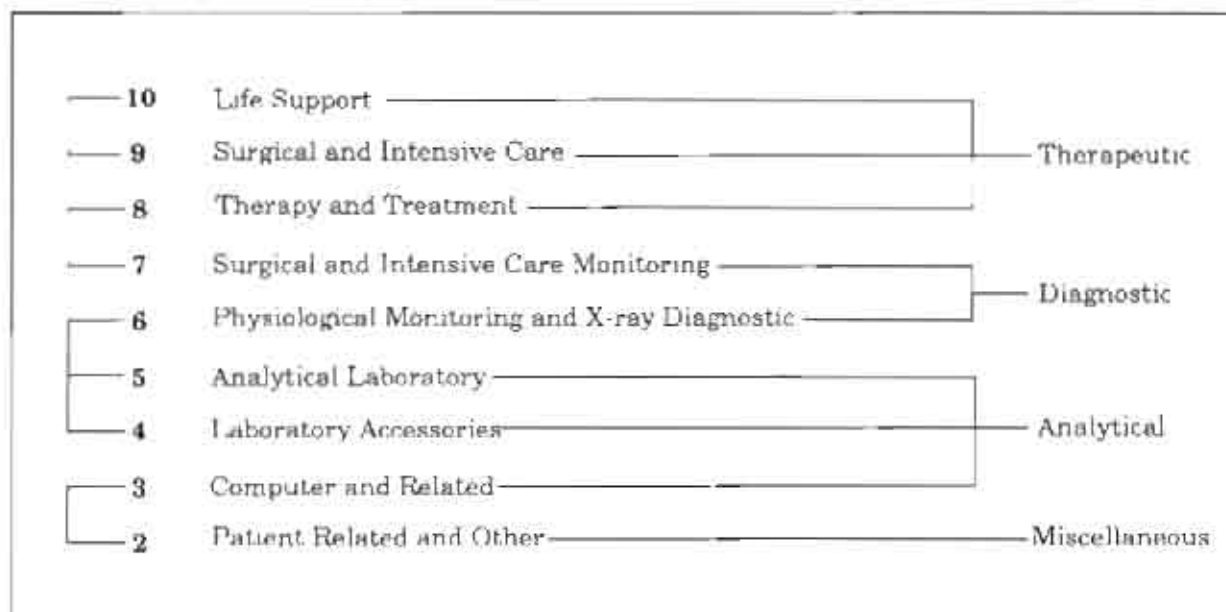 10 Life Support
9 Surgical and Intensive Care Therapeutic
8 Therapy and Treatment
7 Surgical and Intensive Care Monitoring
Diagnostic
6 Physiological Monitoring and X-ray Diagnostic
5 Analytical Laboratory
4 Laboratory Accessories Analytical
3 Computer and Related
2 Patient Related and Other Miscellaneous